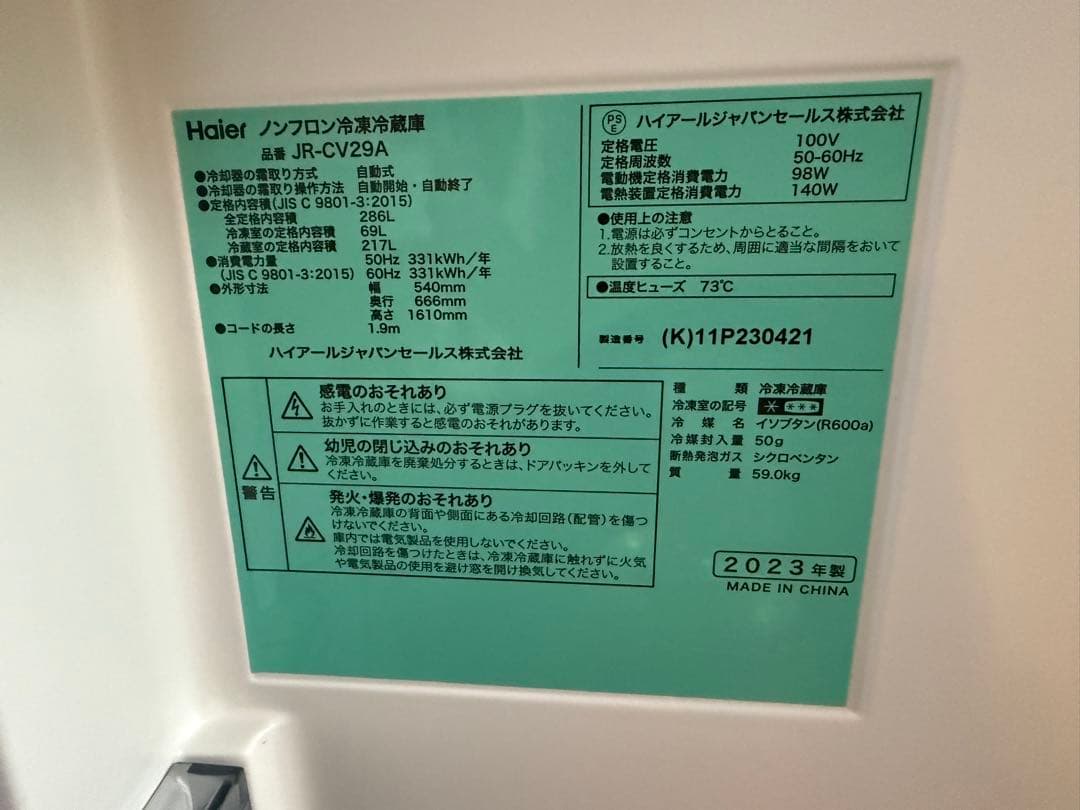 Haier ノンフロン冷凍冷蔵庫
品番 JR-CV29A
●冷却器の霜取り方式 自動式
●冷却器の霜取り操作方法 自動開始・自動終了
●定格内容積(JIS C 9801-3:2015)
全定格内容積 286L
冷凍室の定格内容積 69L
冷蔵室の定格内容積 217L
●消費電力量 50Hz 331kWh/年
(JIS C 9801-3:2015) 60Hz 331kWh/年
●外形寸法 幅 540mm
奥行 666mm
高さ 1610mm
●コードの長さ 1.9m
ハイアールジャパンセールス株式会社
PS E ハイアールジャパンセールス株式会社
定格電圧 100V
定格周波数 50-60Hz
電動機定格消費電力 98W
電熱装置定格消費電力 140W
●使用上の注意
1.電源は必ずコンセントからとること。
2.放熱を良くするため、周囲に適当な間隔をおいて
設置すること。
●温度ヒューズ 73℃
製造番号 (K)11P230421
警告
感電のおそれあり
お手入れのときには、必ず電源プラグを抜いてください。
抜かずに作業すると感電のおそれがあります。
幼児の閉じ込みのおそれあり
冷凍冷蔵庫を廃棄処分するときは、ドアパッキンを外して
ください。
発火・爆発のおそれあり
冷凍冷蔵庫の背面や側面にある冷却回路(配管)を傷つ
けないでください。
庫内では電気製品を使用しないでください。
冷却回路を傷つけたときは、冷凍冷蔵庫に触れずに火気
や電気製品の使用を避け窓を開け換気してください。
種類 冷凍冷蔵庫
冷凍室の記号 * ***
冷媒名 イソブタン(R600a)
冷媒封入量 50g
断熱発泡ガス シクロペンタン
質量 59.0kg
2023年製
MADE IN CHINA